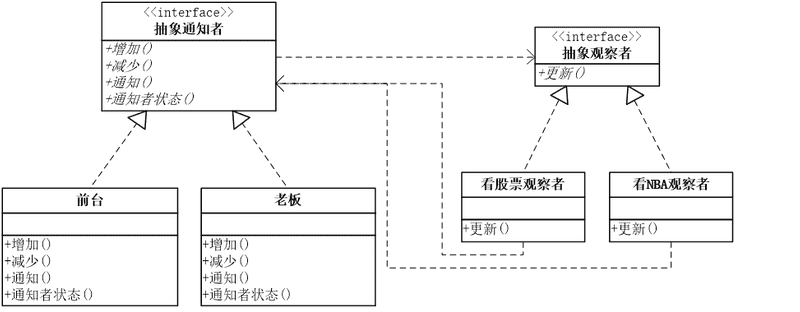 <<interface>>
抽象通知者
+增加()
+减少()
+通知()
+通知者状态()
<<interface>>
抽象观察者
+更新()
前台
+增加()
+减少()
+通知()
+通知者状态()
老板
+增加()
+减少()
+通知()
+通知者状态()
看股票观察者
+更新()
看NBA观察者
+更新()